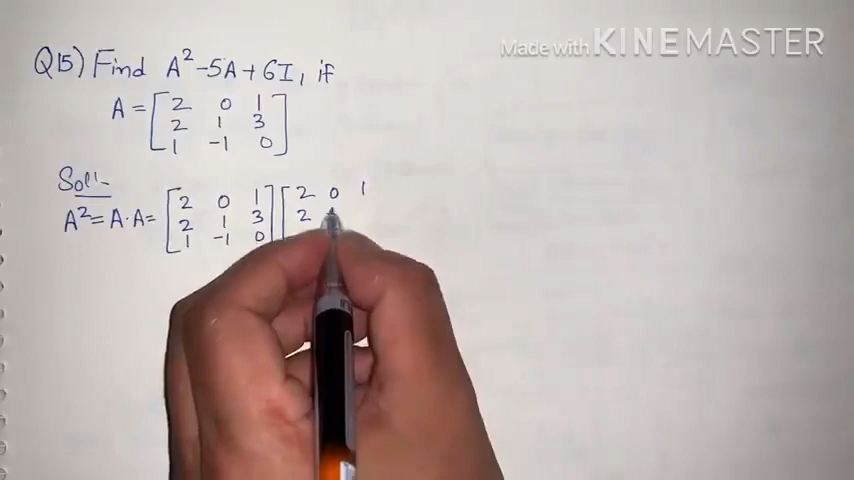 Made with KINEMASTER
Q15) Find A²-5A+6I, if
A = [2 0 1
2 1 3
1 -1 0]
Sol:-
A² = A·A = [2 0 1] [2 0 1
2 1 3 2
1 -1 0